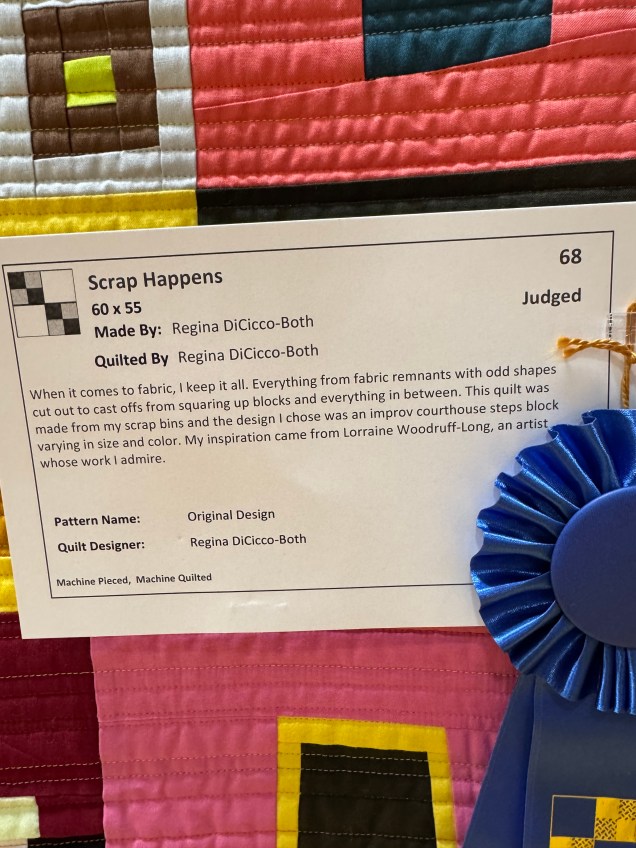 Scrap Happens
68
60 x 55
Judged
Made By: Regina DiCicco-Both
Quilted By Regina DiCicco-Both
When it comes to fabric, I keep it all. Everything from fabric remnants with odd shapes
cut out to cast offs from squaring up blocks and everything in between. This quilt was
made from my scrap bins and the design I chose was an improv courthouse steps block
varying in size and color. My inspiration came from Lorraine Woodruff-Long, an artist
whose work I admire.
Pattern Name: Original Design
Quilt Designer: Regina DiCicco-Both
Machine Pieced, Machine Quilted